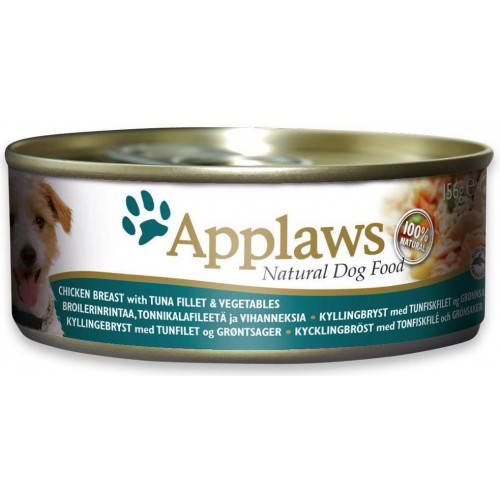 156g
100%
NATURAL
Applaws
Natural Dog Food
CHICKEN BREAST with TUNA FILLET & VEGETABLES
BROILERINRINTAA, TONNIKALAFILEETÄ ja VIHANNEKSIA • KYLLINGBRYST med TUNFISKFILET og
KYLLINGEBRYST med TUNFILET og GRØNTSAGER • KYCKLINGBRÖST med TONFISKFILÉ och GRÖNSAKER